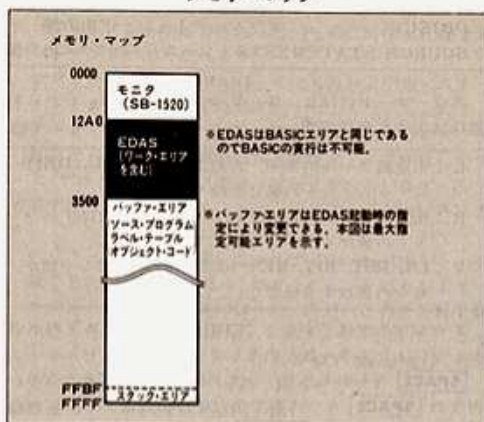 メモリ・マップ
0000
モニタ
(SB-1520)
12A0
EDAS
(ワーク・エリア
を含む)
※EDASはBASICエリアと同じである
のでBASICの実行は不可能。
3500
バッファ・エリア
ソース・プログラム
ラベル・テーブル
オブジェクト・コード
※バッファ・エリアはEDAS起動時の指
定により変更できる。本図は最大指
定可能エリアを示す。
FFBF
スタック・エリア
FFFF